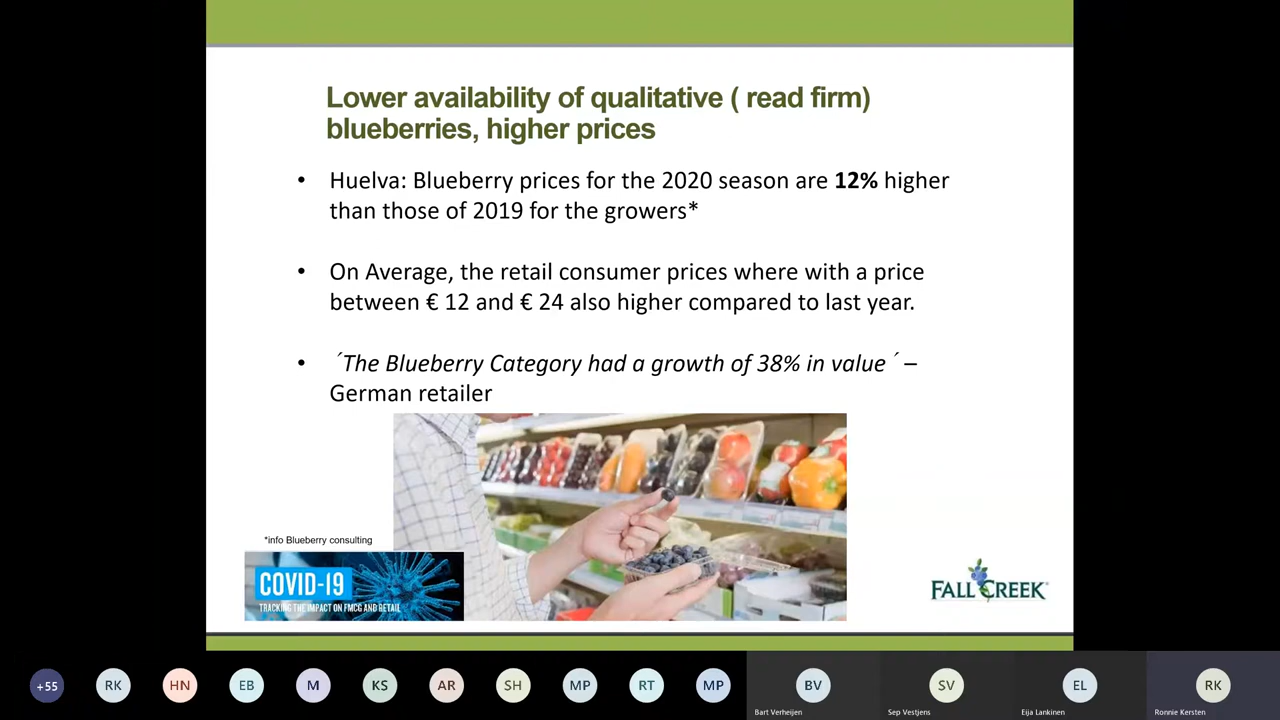 Lower availability of qualitative ( read firm)
blueberries, higher prices
• Huelva: Blueberry prices for the 2020 season are 12% higher
than those of 2019 for the growers*
• On Average, the retail consumer prices where with a price
between € 12 and € 24 also higher compared to last year.
• ´The Blueberry Category had a growth of 38% in value ´ –
German retailer
*info Blueberry consulting
COVID-19
TRACKING THE IMPACT ON FMCG AND RETAIL
FALL CREEK®
+55 RK HN EB M KS AR SH MP RT MP BV SV EL RK
Bart Verheijen Sep Vestjens Eija Lankinen Ronnie Kersten